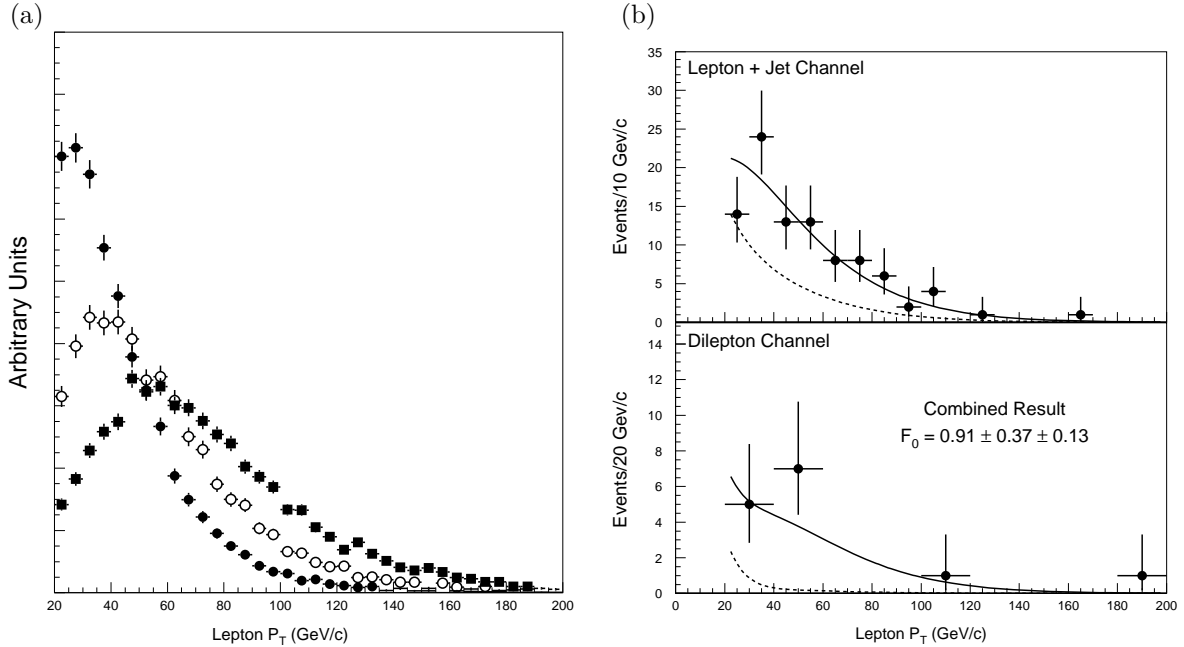 (a)
Arbitrary Units
20 40 60 80 100 120 140 160 180 200
Lepton P_T (GeV/c)
(b)
Lepton + Jet Channel
Events/10 Gev/c
35
30
25
20
15
10
5
0
Dilepton Channel
Combined Result
F_0 = 0.91 ± 0.37 ± 0.13
Events/20 Gev/c
14
12
10
8
6
4
2
0
0 20 40 60 80 100 120 140 160 180 200
Lepton P_T (GeV/c)